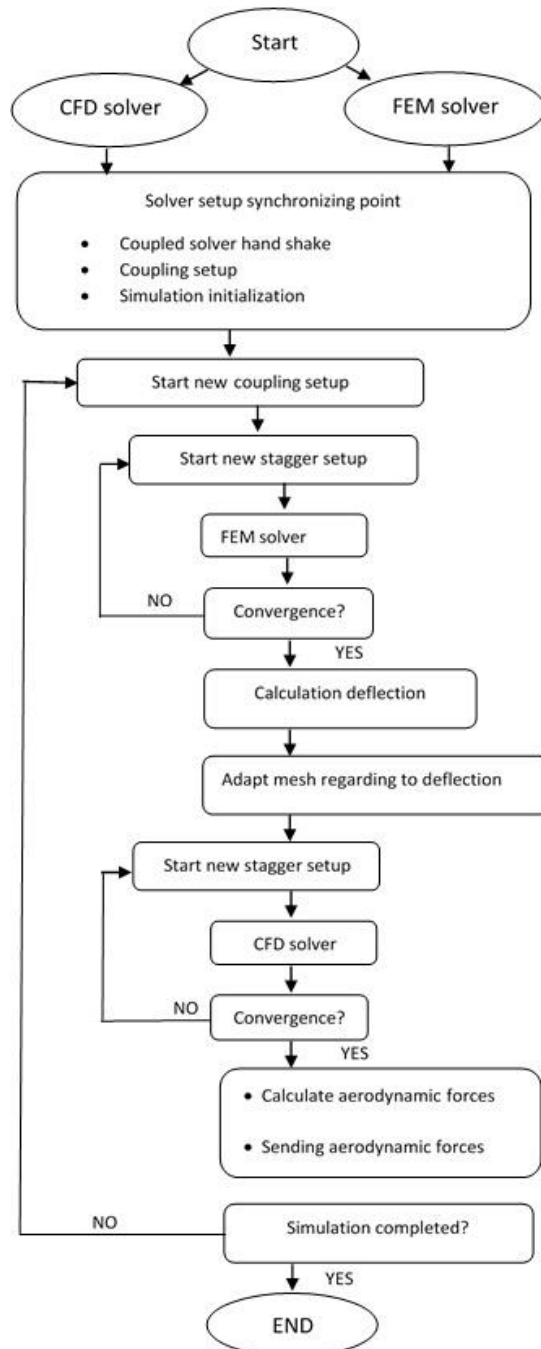 Start
CFD solver
FEM solver
Solver setup synchronizing point
• Coupled solver hand shake
• Coupling setup
• Simulation initialization
Start new coupling setup
Start new stagger setup
FEM solver
NO
Convergence?
YES
Calculation deflection
Adapt mesh regarding to deflection
Start new stagger setup
CFD solver
NO
Convergence?
YES
• Calculate aerodynamic forces
• Sending aerodynamic forces
NO
Simulation completed?
YES
END